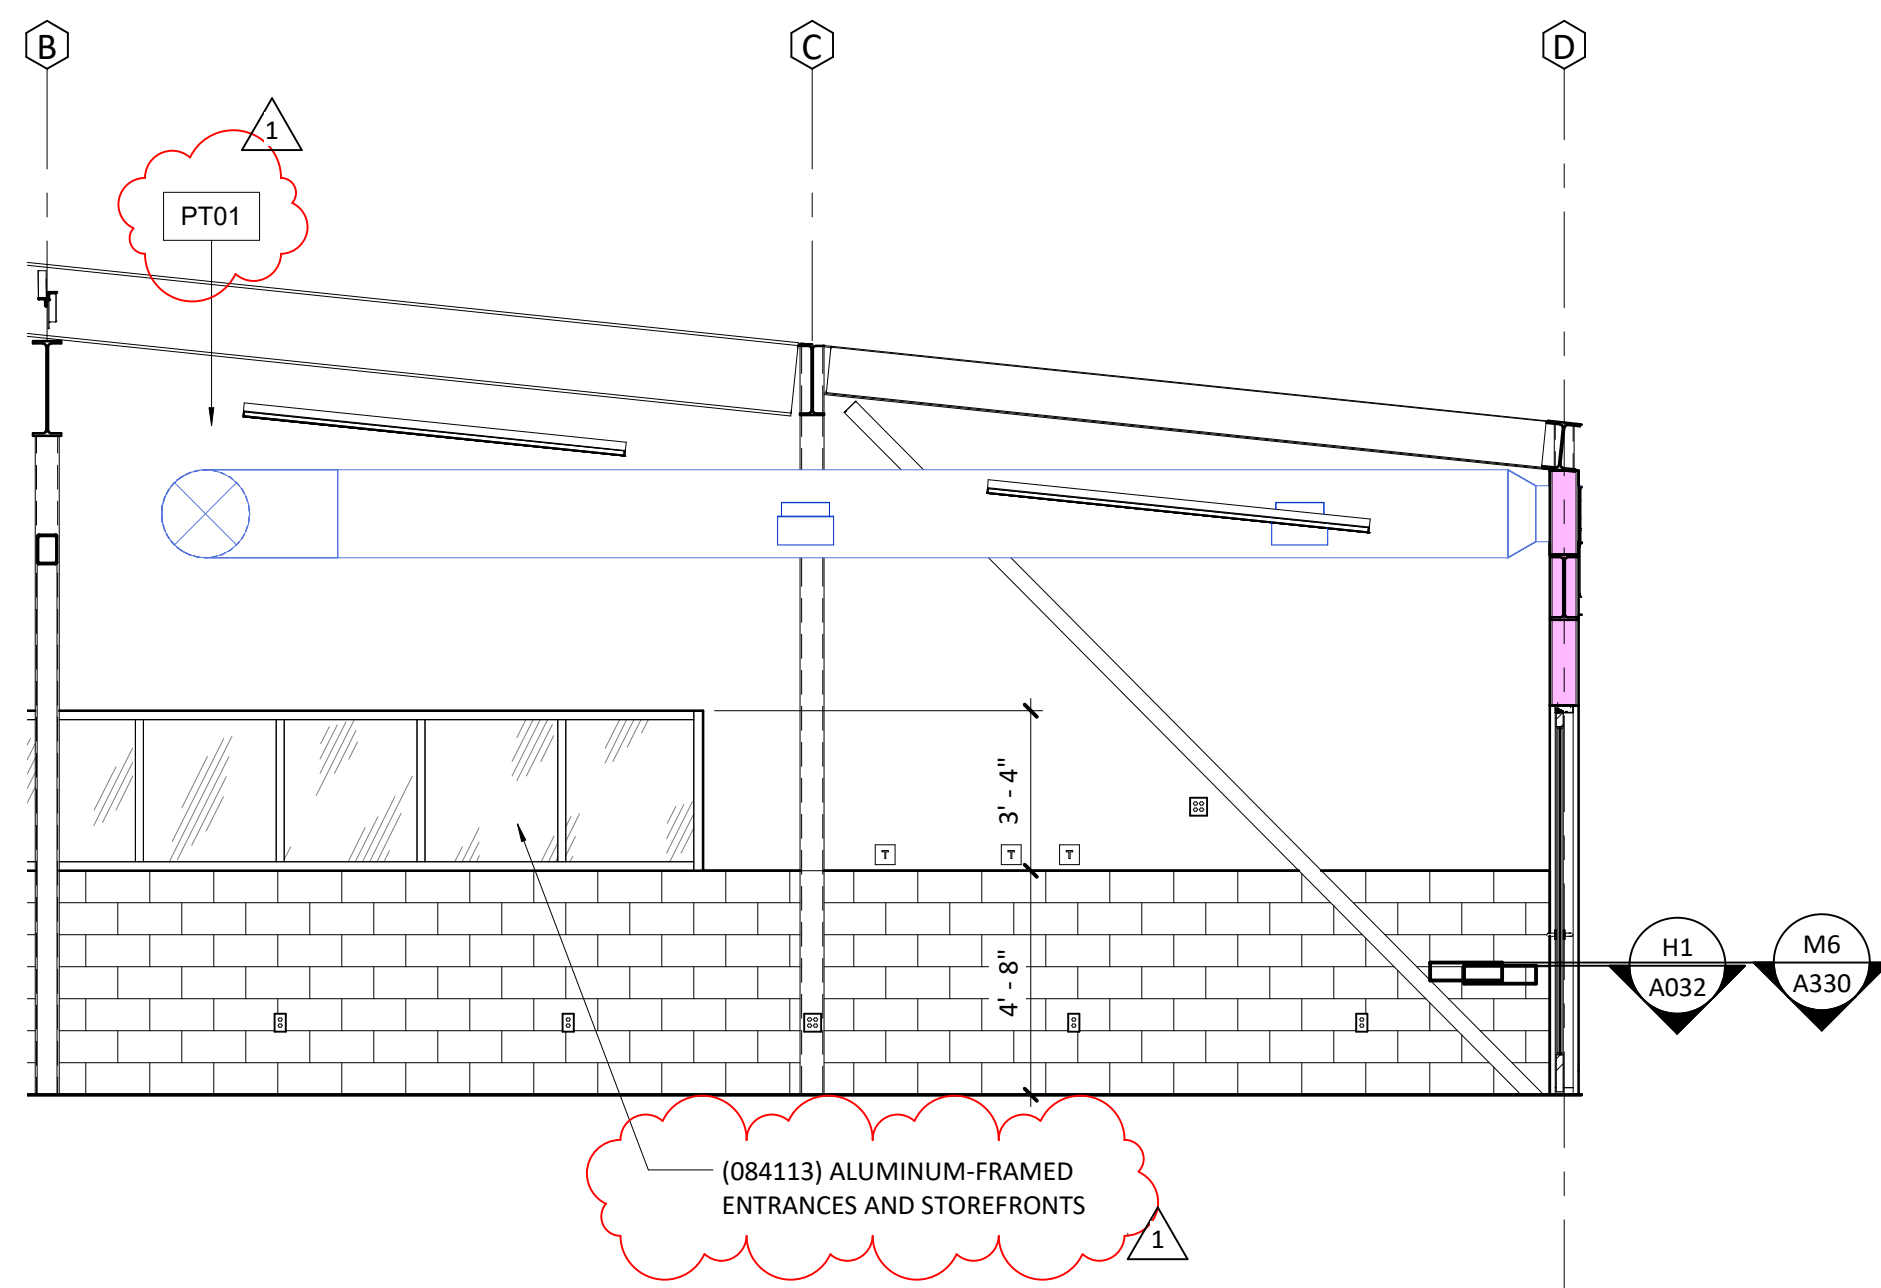 B
C
D
1
PT01
3' - 4"
T
T
T
4' - 8"
H1
A032
M6
A330
(084113) ALUMINUM-FRAMED
ENTRANCES AND STOREFRONTS
1